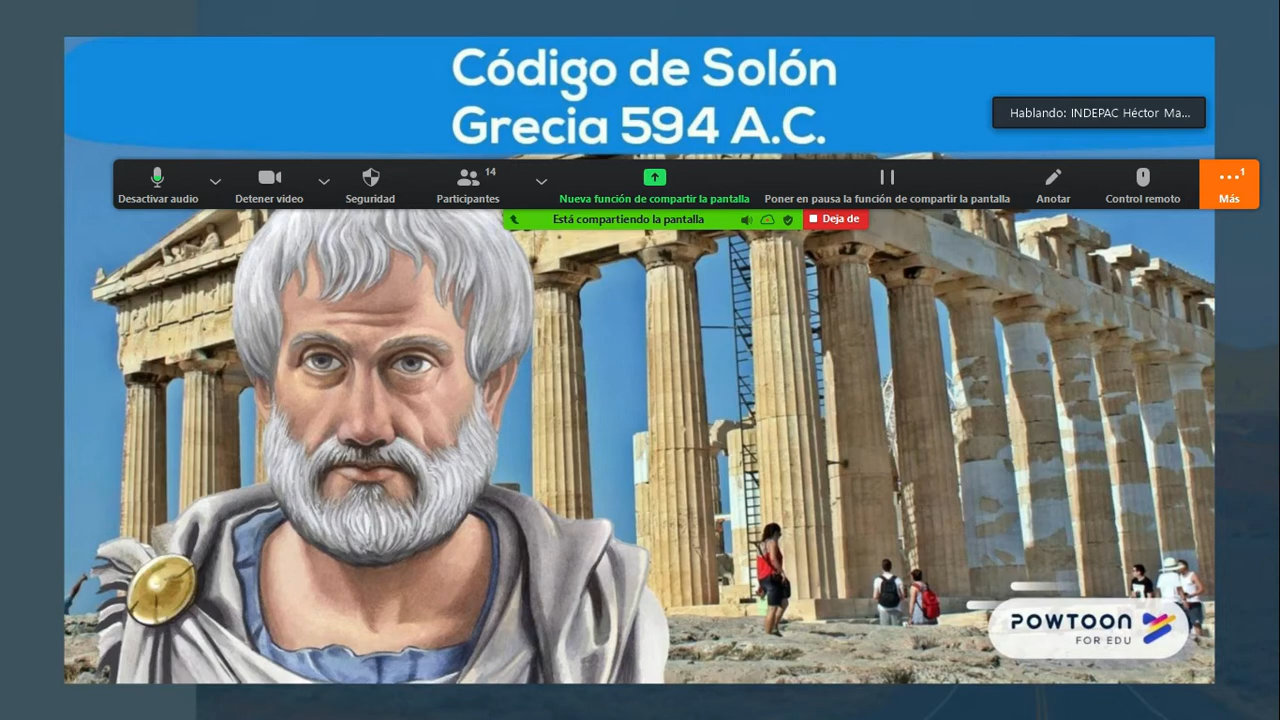 Código de Solón
Grecia 594 A.C.
Hablando: INDEPAC Héctor Ma...
Desactivar audio
Detener video
Seguridad
Participantes
14
Nueva función de compartir la pantalla
Poner en pausa la función de compartir la pantalla
Anotar
Control remoto
Más
1
Está compartiendo la pantalla
Deja de
POWTOON
FOR EDU